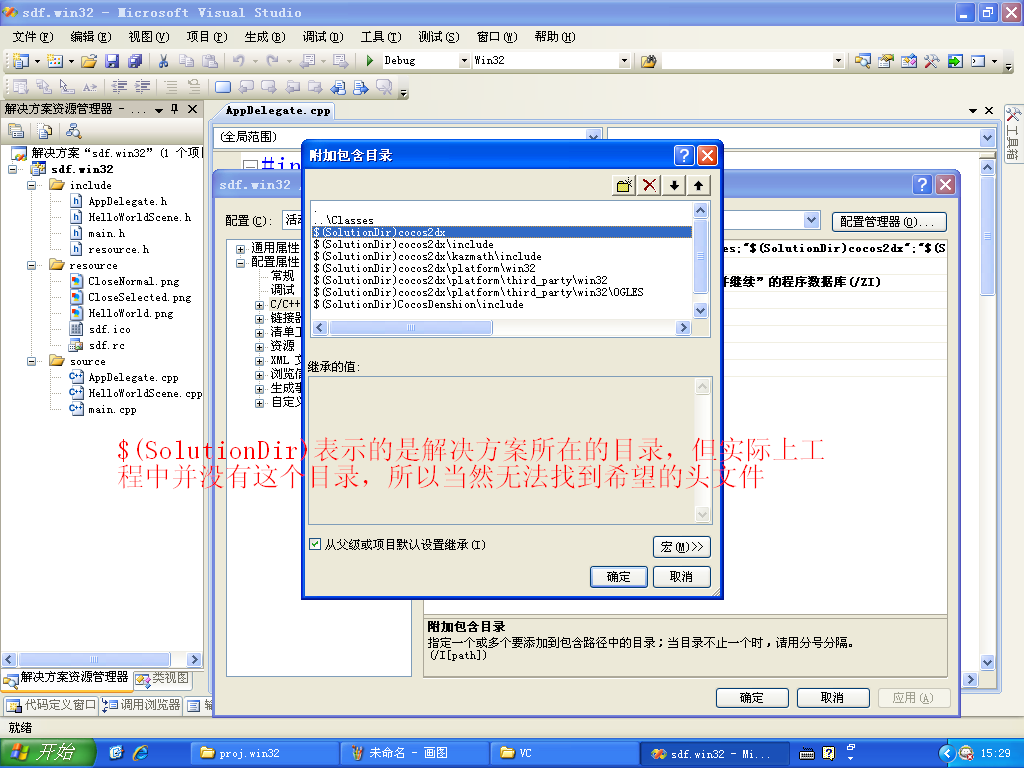 sdf.win32 - Microsoft Visual Studio
文件(F) 编辑(E) 视图(V) 项目(P) 生成(B) 调试(D) 工具(T) 测试(S) 窗口(W) 帮助(H)
Debug Win32
解决方案资源管理器 - ...
AppDelegate.cpp
(全局范围)
解决方案“sdf.win32”(1 个项
sdf.win32
include
AppDelegate.h
HelloWorldScene.h
main.h
resource.h
resource
CloseNormal.png
CloseSelected.png
HelloWorld.png
sdf.ico
sdf.rc
source
AppDelegate.cpp
HelloWorldScene.cpp
main.cpp
工具箱
#in
sdf.win32
配置(C): 活动
配置管理器(O)...
通用属性
配置属性
常规
调试
C/C++
链接器
清单工
资源
XML 文
浏览信
生成事
自定义
es;"$(SolutionDir)cocos2dx";"$(S
并继续”的程序数据库(/ZI)
附加包含目录
.
..\Classes
$(SolutionDir)cocos2dx
$(SolutionDir)cocos2dx\include
$(SolutionDir)cocos2dx\kazmath\include
$(SolutionDir)cocos2dx\platform\win32
$(SolutionDir)cocos2dx\platform\third_party\win32
$(SolutionDir)cocos2dx\platform\third_party\win32\OGLES
$(SolutionDir)CocosDenshion\include
继承的值:
$(SolutionDir)表示的是解决方案所在的目录，但实际上工
程中并没有这个目录，所以当然无法找到希望的头文件
从父级或项目默认设置继承(I)
宏(M)>>
确定 取消
附加包含目录
指定一个或多个要添加到包含路径中的目录；当目录不止一个时，请用分号分隔。
(/I[path])
确定 取消 应用(A)
解决方案资源管理器 类视图
代码定义窗口 调用浏览器 输
就绪
开始 proj.win32 未命名 - 画图 VC sdf.win32 - Mi... 15:29